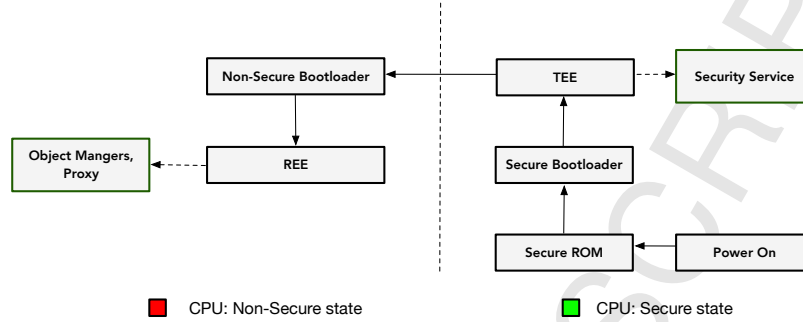 Non-Secure Bootloader
TEE
Security Service
Object Mangers,
Proxy
REE
Secure Bootloader
Secure ROM
Power On
CPU: Non-Secure state
CPU: Secure state
SCRIP